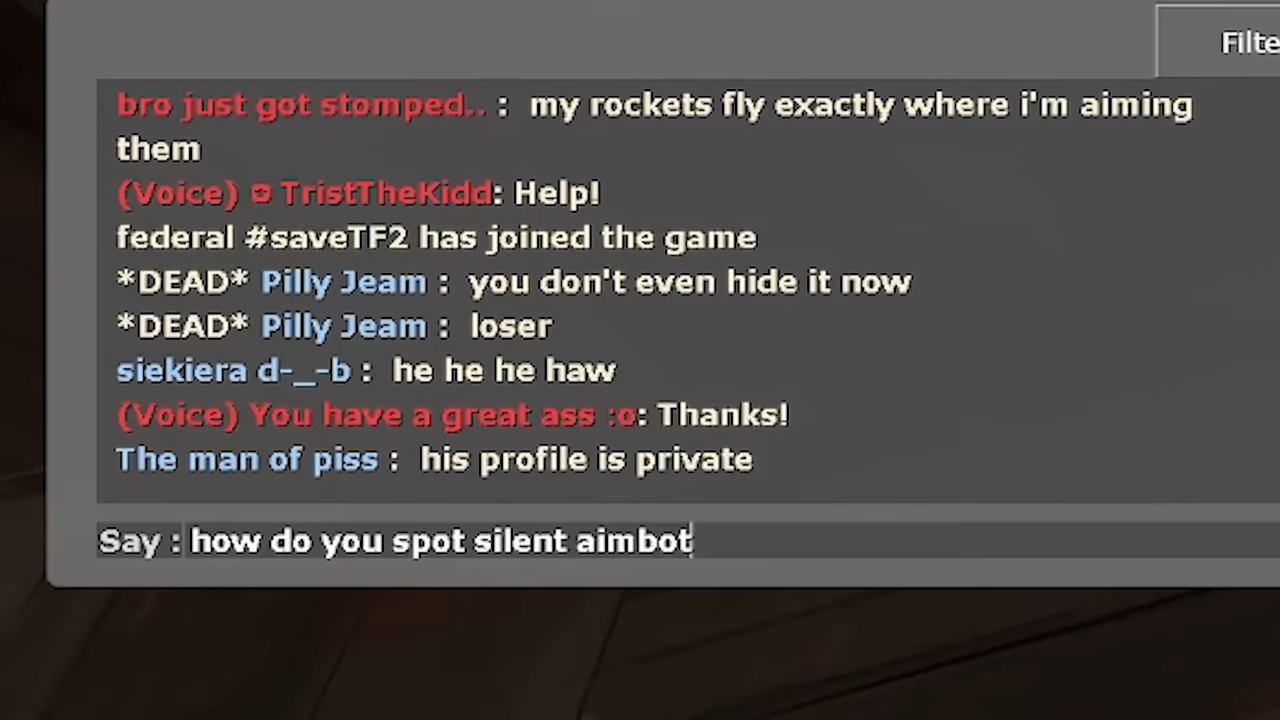 Filte
bro just got stomped.. :  my rockets fly exactly where i'm aiming
them
(Voice) TristTheKidd: Help!
federal #saveTF2 has joined the game
*DEAD* Pilly Jeam :  you don't even hide it now
*DEAD* Pilly Jeam :  loser
siekiera d-_-b :  he he he haw
(Voice) You have a great ass :o: Thanks!
The man of piss :  his profile is private
Say : how do you spot silent aimbot